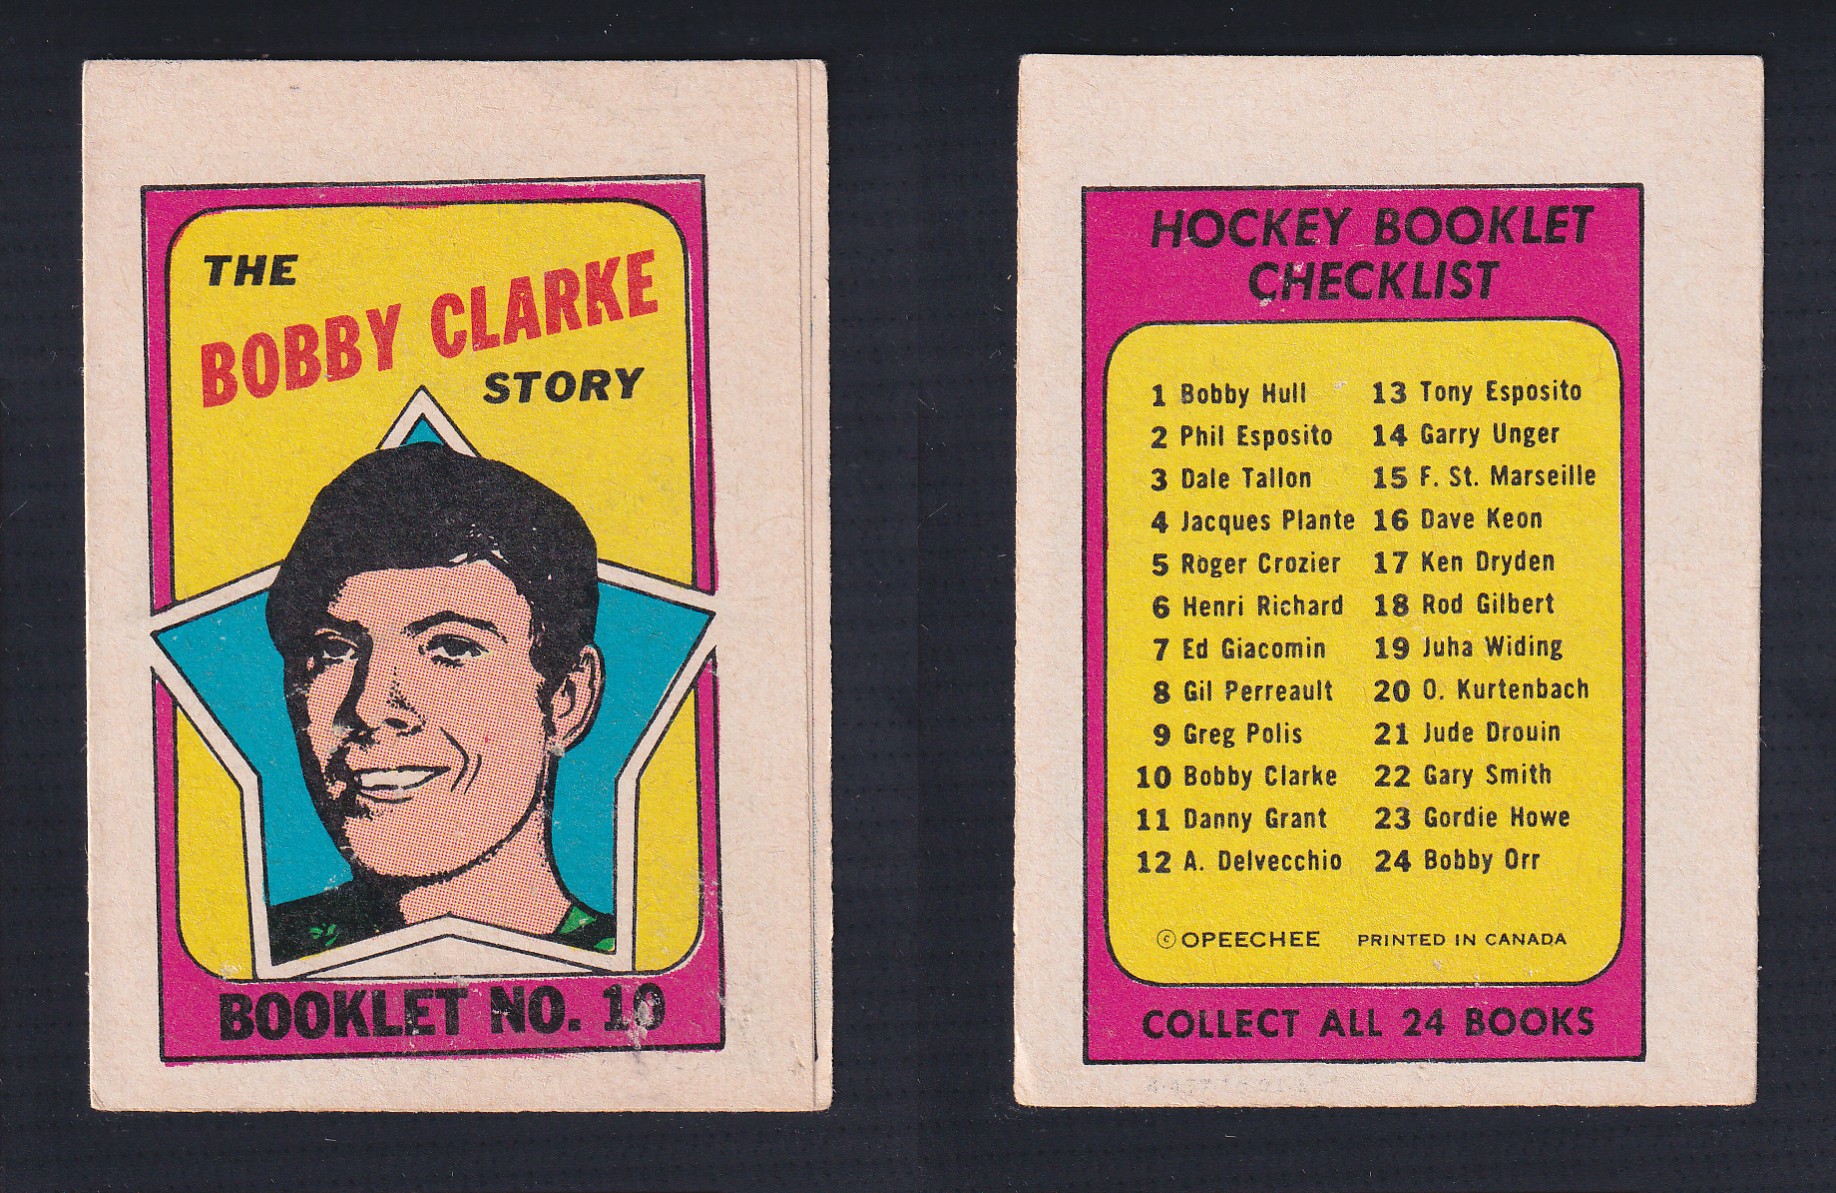 THE
BOBBY CLARKE
STORY
BOOKLET NO. 10
HOCKEY BOOKLET
CHECKLIST
1 Bobby Hull
2 Phil Esposito
3 Dale Tallon
4 Jacques Plante
5 Roger Crozier
6 Henri Richard
7 Ed Giacomin
8 Gil Perreault
9 Greg Polis
10 Bobby Clarke
11 Danny Grant
12 A. Delvecchio
13 Tony Esposito
14 Garry Unger
15 F. St. Marseille
16 Dave Keon
17 Ken Dryden
18 Rod Gilbert
19 Juha Widing
20 O. Kurtenbach
21 Jude Drouin
22 Gary Smith
23 Gordie Howe
24 Bobby Orr
© OPEECHEE PRINTED IN CANADA
COLLECT ALL 24 BOOKS